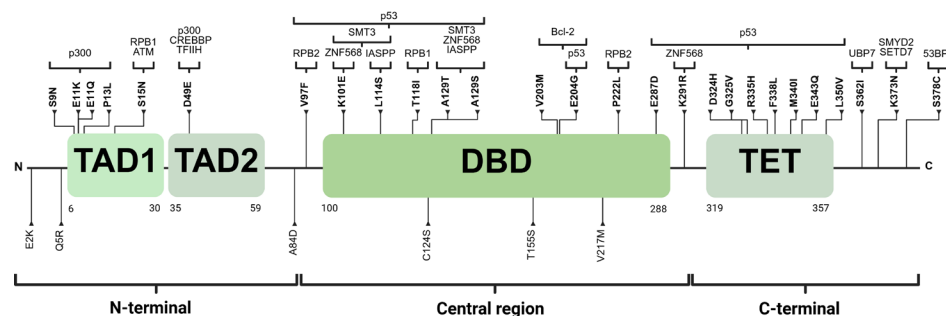 p53
SMT3
SMT3
ZNF568
IASPP
p300
CREBBP
TFIIH
Bcl-2
p53
p300
RPB1
ATM
RPB2
ZNF568
IASPP
RPB1
p53
RPB2
ZNF568
UBP7
SMYD2
SETD7
53BP
S9N
E11K
E11Q
P13L
S15N
D49E
V97F
K101E
L114S
T118I
A129T
A129S
V203M
E204G
P222L
E287D
K291R
D324H
G325V
R335H
F338L
M340I
E343Q
L350V
S362I
K373N
S378C
N
TAD1
TAD2
DBD
TET
C
6
30
35
59
100
288
319
357
E2K
Q5R
A84D
C124S
T155S
V217M
N-terminal
Central region
C-terminal